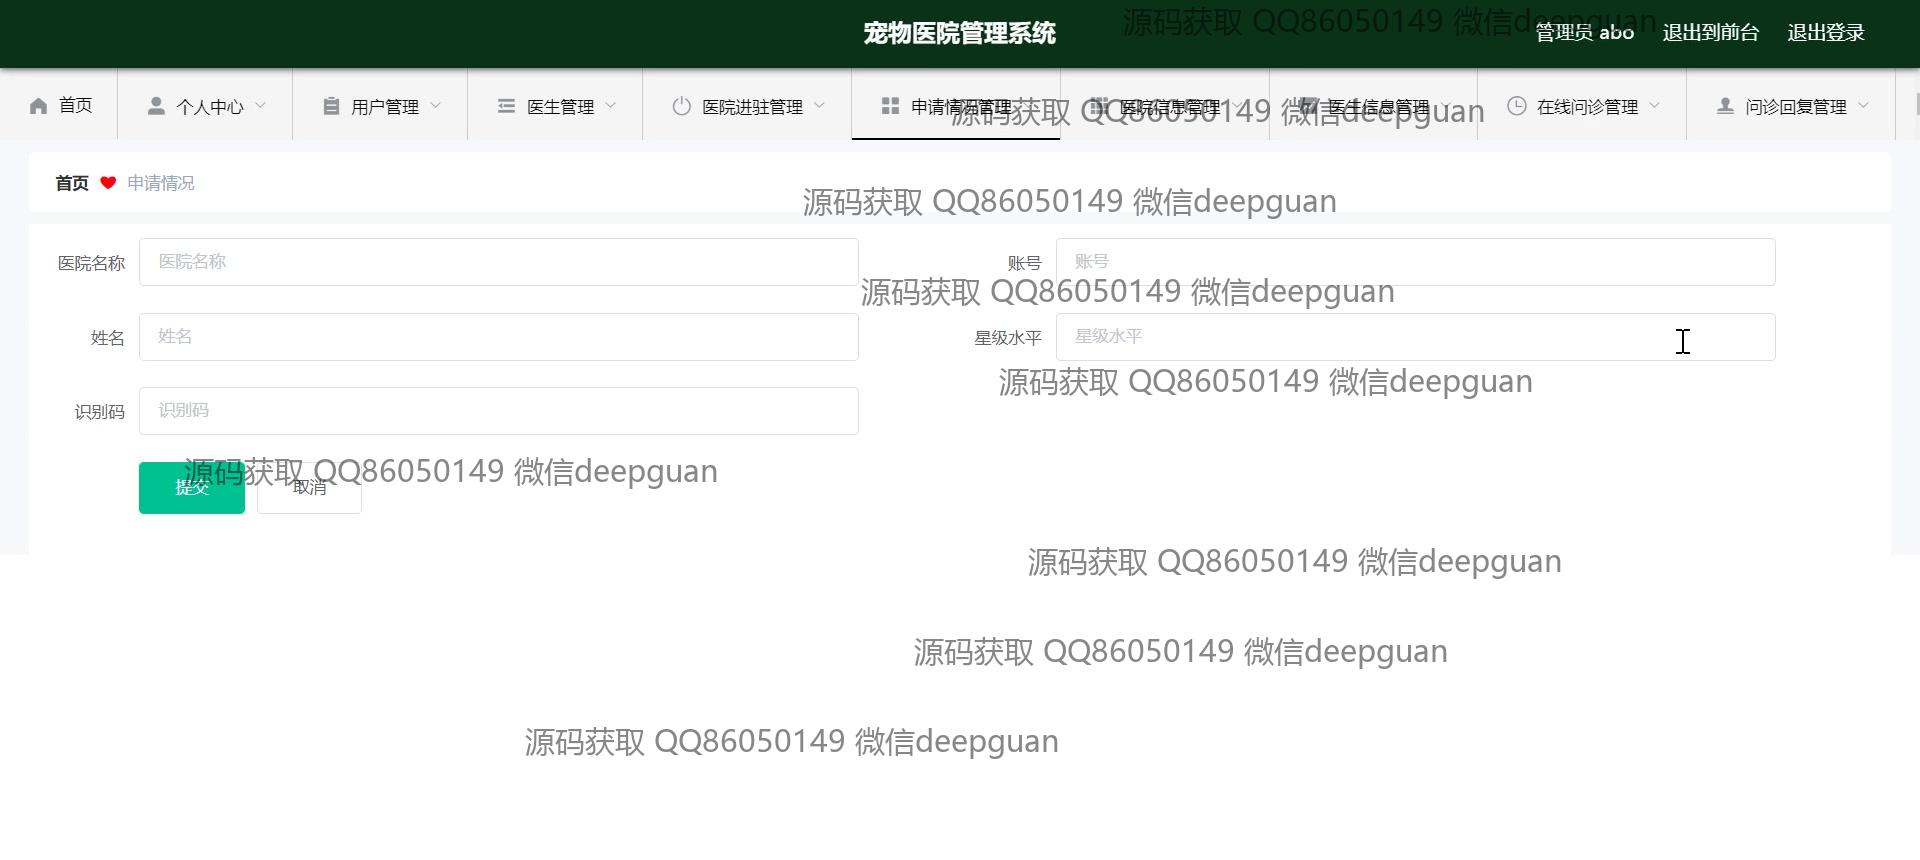 宠物医院管理系统
源码获取 QQ86050149 微信deepguan
管理员 abo
退出到前台
退出登录
首页
个人中心
用户管理
医生管理
医院进驻管理
申请情况管理
医院信息管理
医生信息管理
在线问诊管理
问诊回复管理
源码获取 QQ86050149 微信deepguan
首页 申请情况
源码获取 QQ86050149 微信deepguan
医院名称 医院名称
账号 账号
源码获取 QQ86050149 微信deepguan
姓名 姓名
星级水平 星级水平
源码获取 QQ86050149 微信deepguan
识别码 识别码
源码获取 QQ86050149 微信deepguan
提交 取消
源码获取 QQ86050149 微信deepguan
源码获取 QQ86050149 微信deepguan
源码获取 QQ86050149 微信deepguan